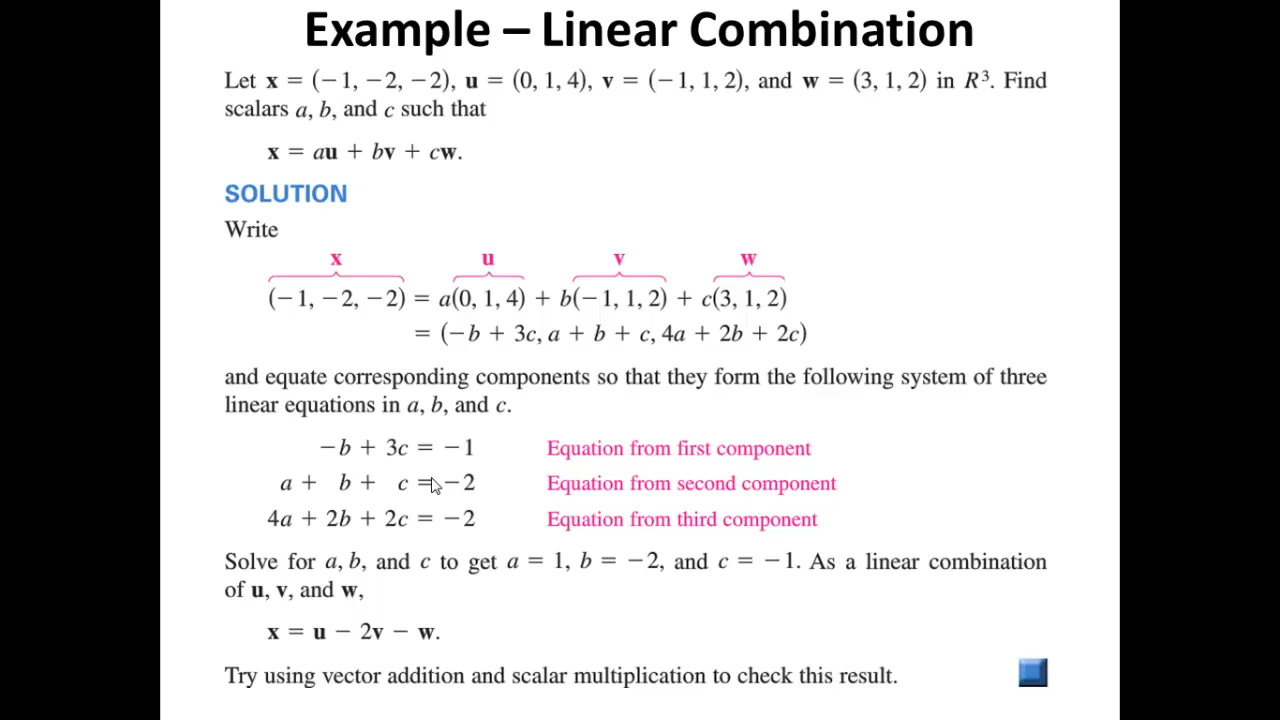 Example – Linear Combination
Let x = (−1, −2, −2), u = (0, 1, 4), v = (−1, 1, 2), and w = (3, 1, 2) in R³. Find
scalars a, b, and c such that
x = au + bv + cw.
SOLUTION
Write
x u v w
(−1, −2, −2) = a(0, 1, 4) + b(−1, 1, 2) + c(3, 1, 2)
= (−b + 3c, a + b + c, 4a + 2b + 2c)
and equate corresponding components so that they form the following system of three
linear equations in a, b, and c.
−b + 3c = −1 Equation from first component
a + b + c = −2 Equation from second component
4a + 2b + 2c = −2 Equation from third component
Solve for a, b, and c to get a = 1, b = −2, and c = −1. As a linear combination
of u, v, and w,
x = u − 2v − w.
Try using vector addition and scalar multiplication to check this result.